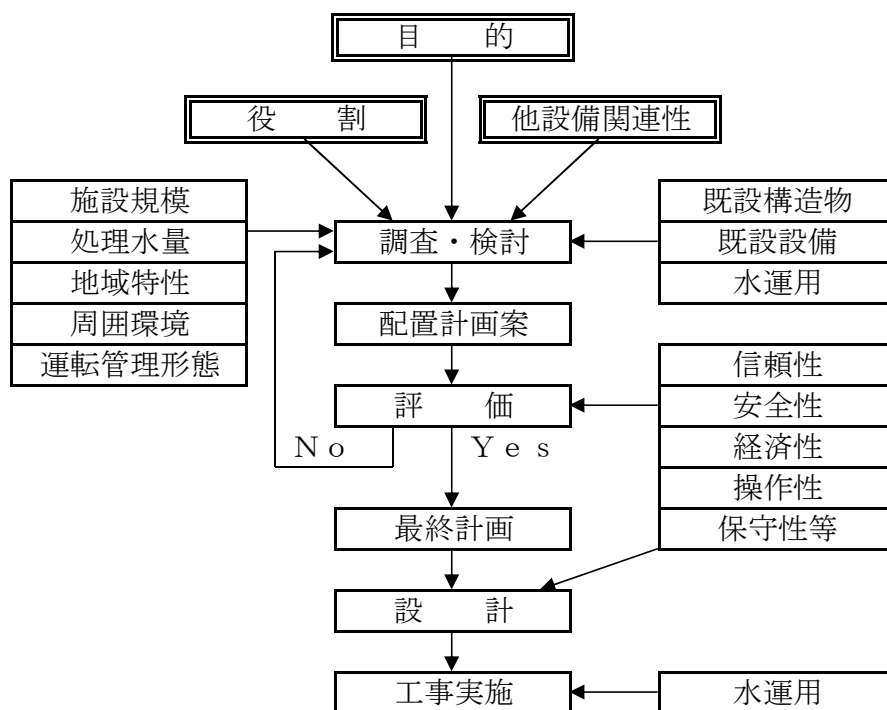 目　　的
役　　割
他設備関連性
施設規模
処理水量
地域特性
周囲環境
運転管理形態
調査・検討
既設構造物
既設設備
水運用
配置計画案
評　　価
信頼性
安全性
経済性
操作性
保守性等
Ｎｏ
Ｙｅｓ
最終計画
設　　計
工事実施
水運用